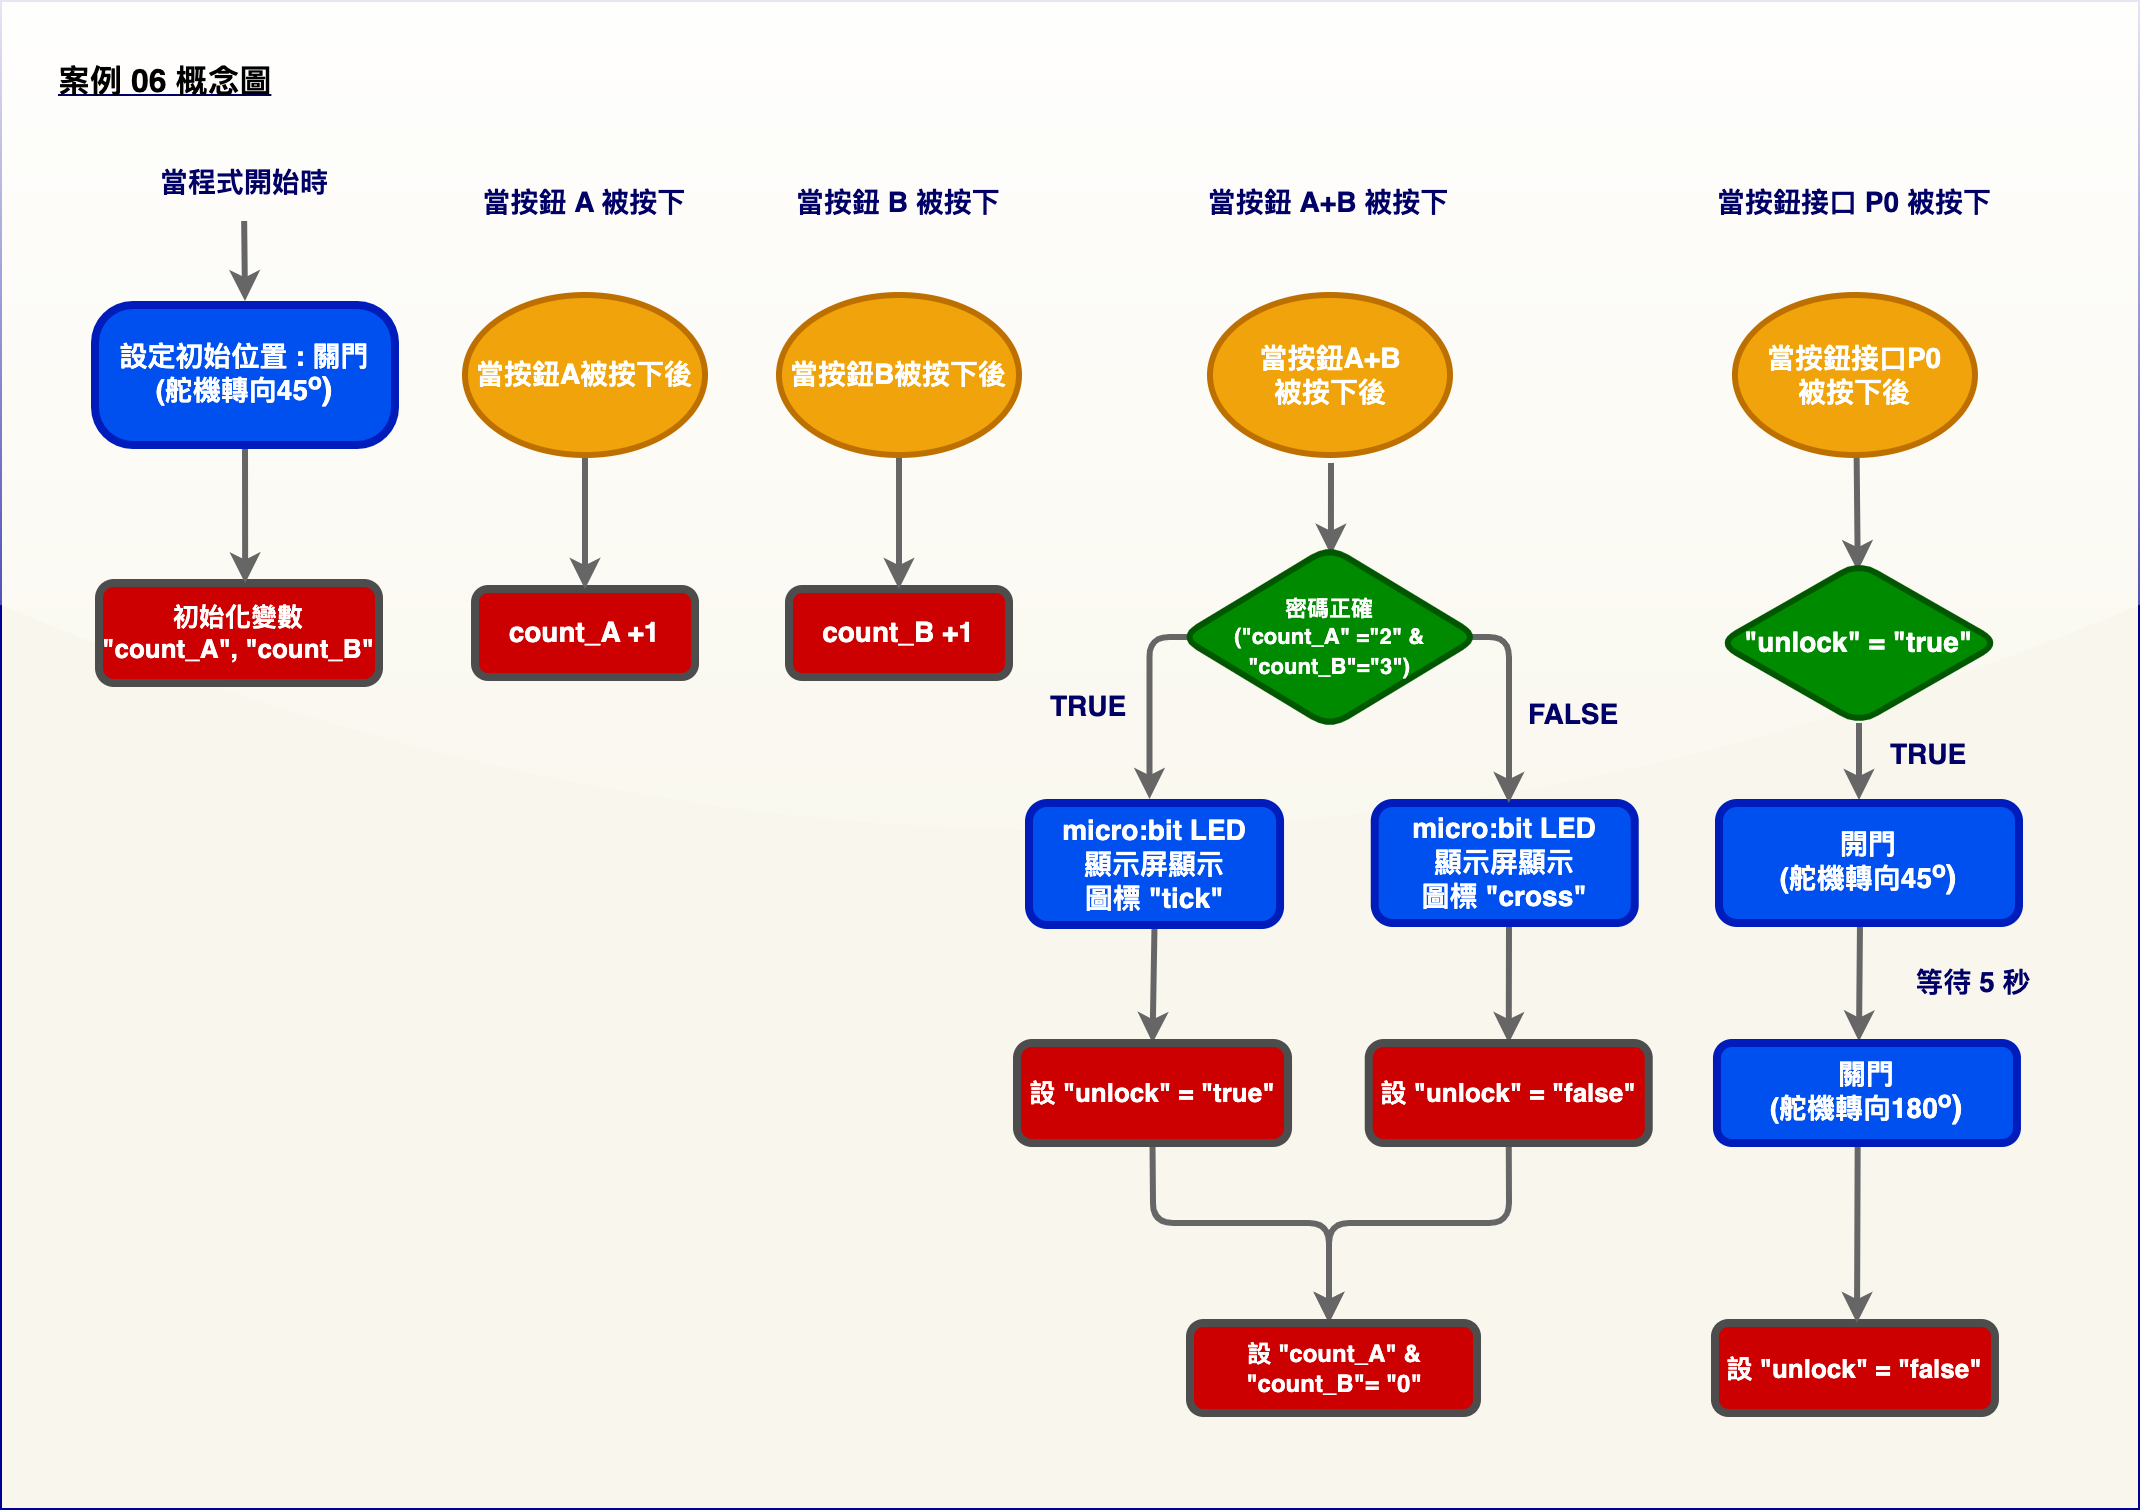 案例 06 概念圖
當程式開始時
設定初始位置 : 關門
(舵機轉向45º)
初始化變數
"count_A", "count_B"
當按鈕 A 被按下
當按鈕A被按下後
count_A +1
當按鈕 B 被按下
當按鈕B被按下後
count_B +1
當按鈕 A+B 被按下
當按鈕A+B
被按下後
密碼正確
("count_A" ="2" &
"count_B"="3")
TRUE
FALSE
micro:bit LED
顯示屏顯示
圖標 "tick"
micro:bit LED
顯示屏顯示
圖標 "cross"
設 "unlock" = "true"
設 "unlock" = "false"
設 "count_A" &
"count_B"= "0"
當按鈕接口 P0 被按下
當按鈕接口P0
被按下後
"unlock" = "true"
TRUE
開門
(舵機轉向45º)
等待 5 秒
關門
(舵機轉向180º)
設 "unlock" = "false"